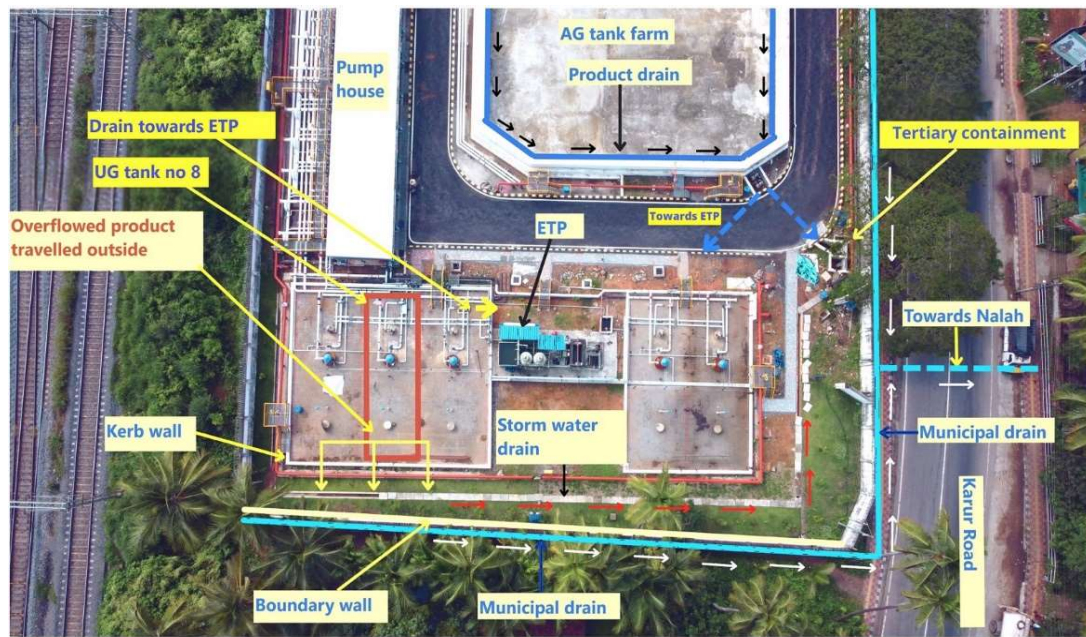 AG tank farm
Pump
house
Product drain
Drain towards ETP
Tertiary containment
UG tank no 8
Overflowed product
travelled outside
Towards ETP
ETP
Towards Nalah
Kerb wall
Storm water
drain
Municipal drain
Karur Road
Boundary wall
Municipal drain